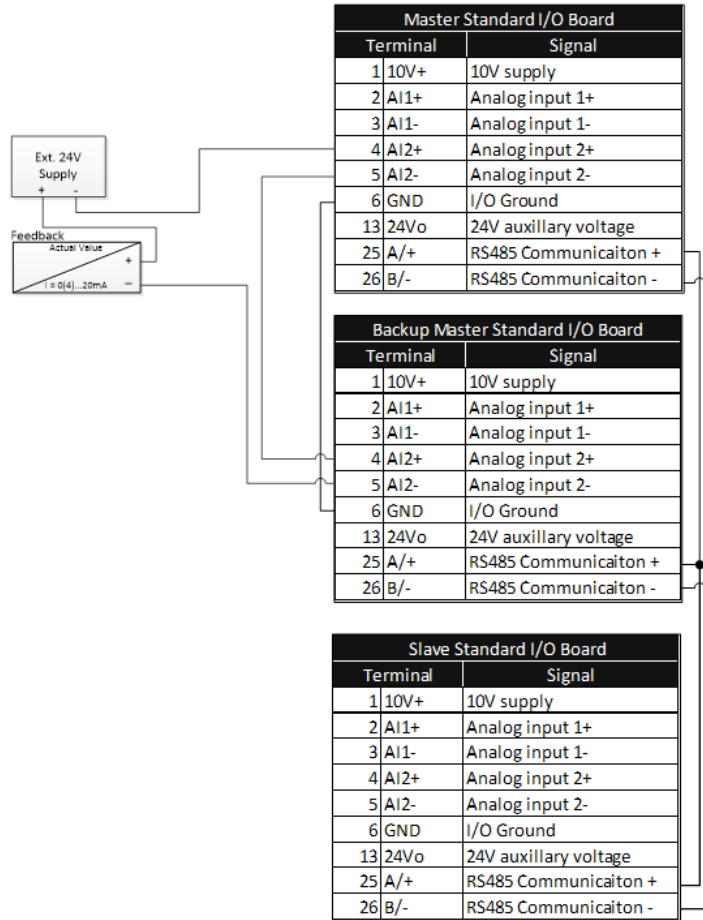 Master Standard I/O Board
Terminal Signal
1 10V+ 10V supply
2 AI1+ Analog input 1+
3 AI1- Analog input 1-
4 AI2+ Analog input 2+
5 AI2- Analog input 2-
6 GND I/O Ground
13 24Vo 24V auxillary voltage
25 A/+ RS485 Communicaiton +
26 B/- RS485 Communicaiton -
Ext. 24V
Supply
+ -
Feedback
Actual Value
+
I = 0(4)...20mA -
Backup Master Standard I/O Board
Terminal Signal
1 10V+ 10V supply
2 AI1+ Analog input 1+
3 AI1- Analog input 1-
4 AI2+ Analog input 2+
5 AI2- Analog input 2-
6 GND I/O Ground
13 24Vo 24V auxillary voltage
25 A/+ RS485 Communicaiton +
26 B/- RS485 Communicaiton -
Slave Standard I/O Board
Terminal Signal
1 10V+ 10V supply
2 AI1+ Analog input 1+
3 AI1- Analog input 1-
4 AI2+ Analog input 2+
5 AI2- Analog input 2-
6 GND I/O Ground
13 24Vo 24V auxillary voltage
25 A/+ RS485 Communicaiton +
26 B/- RS485 Communicaiton -